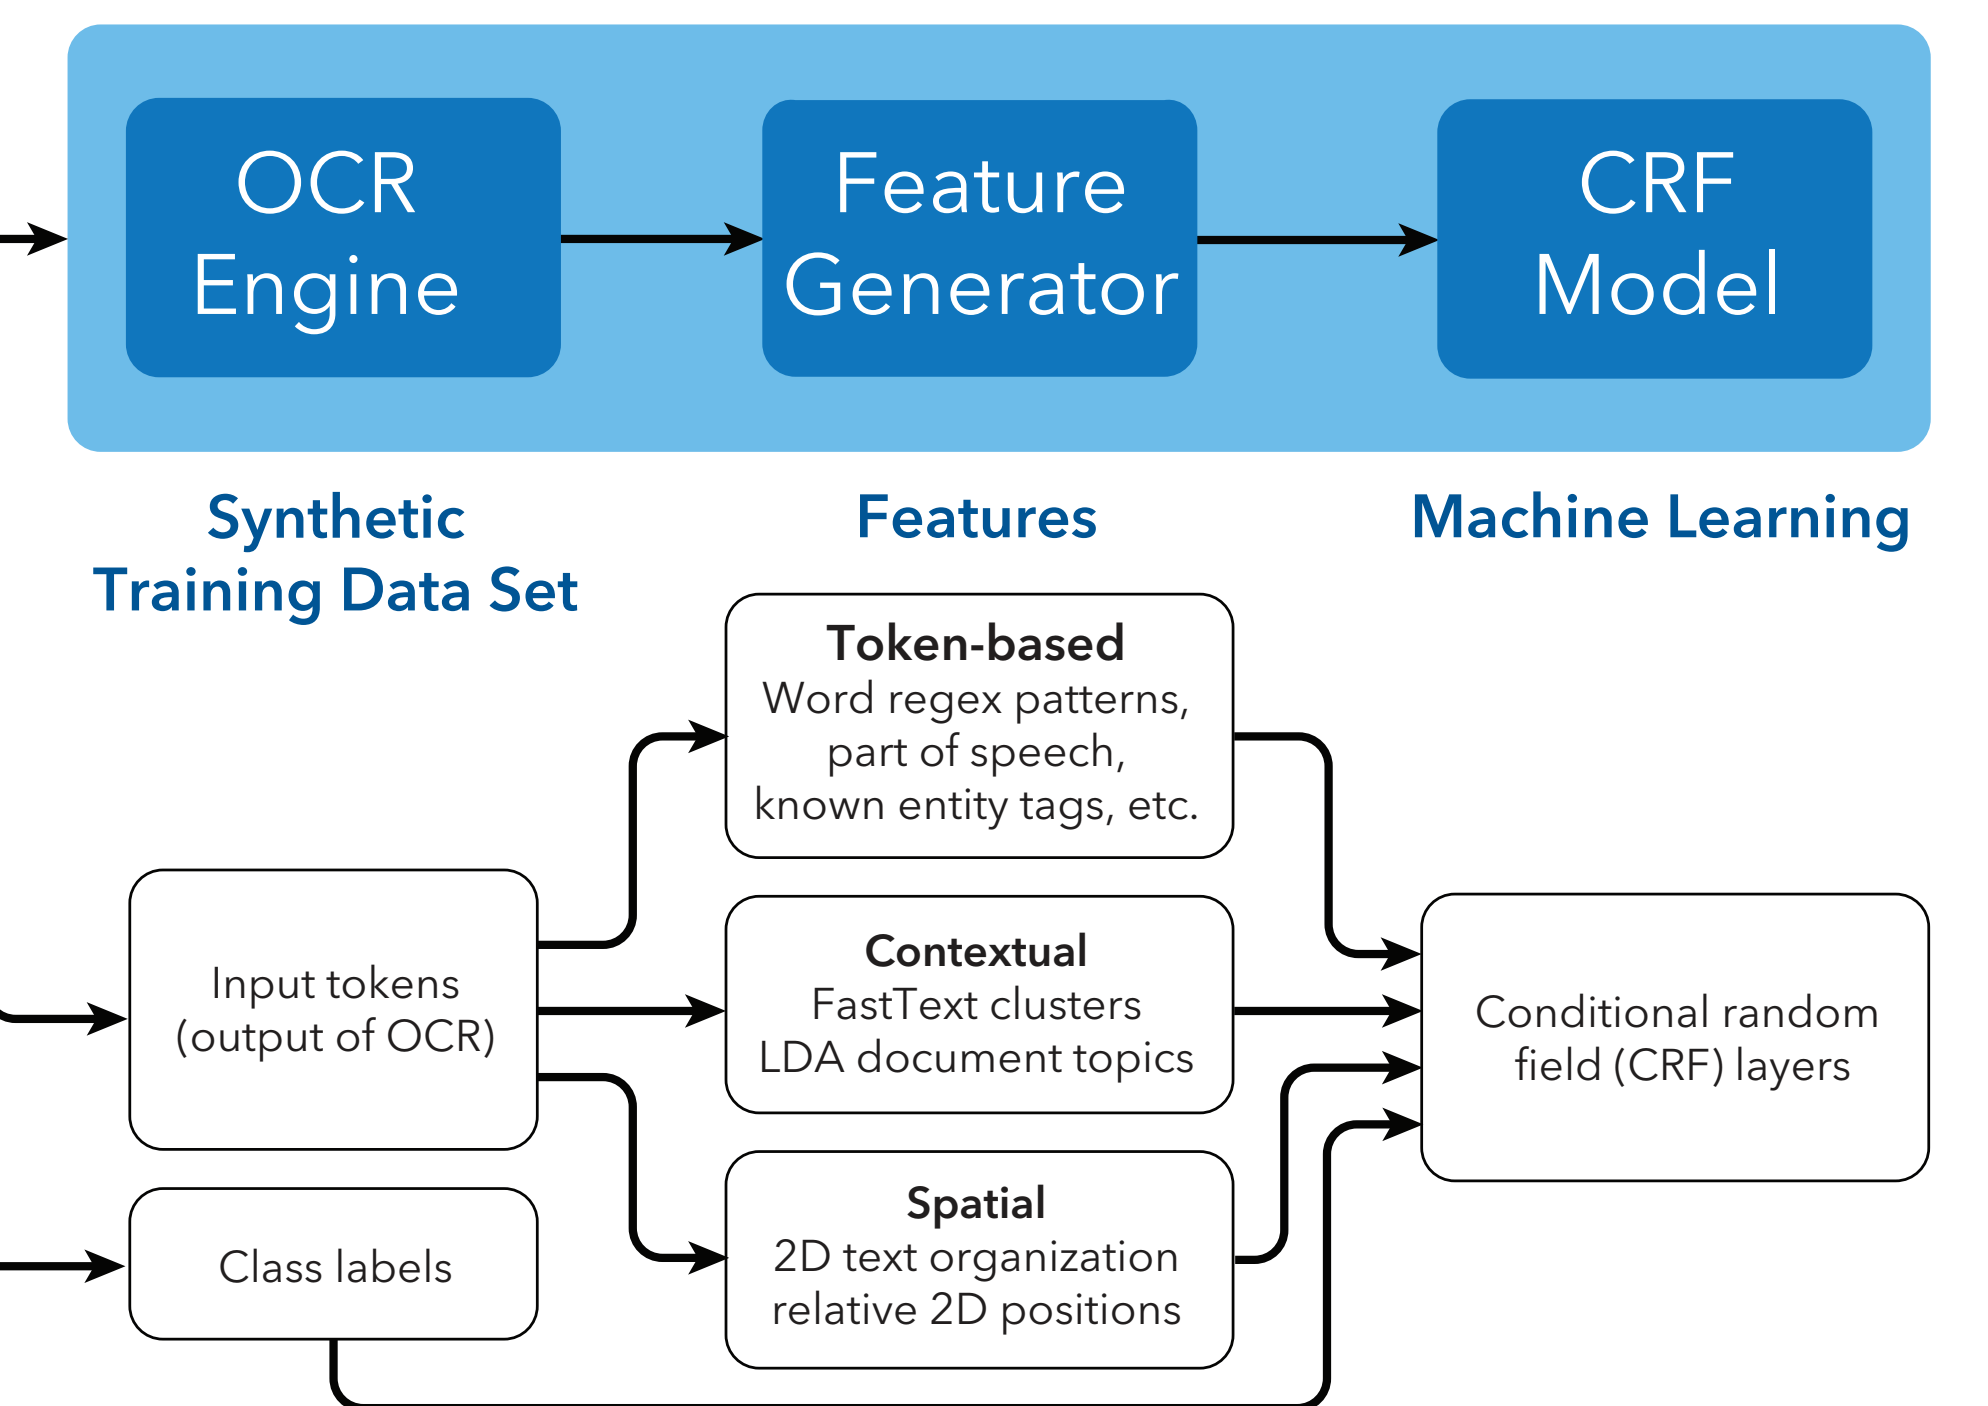 OCR
Engine
Feature
Generator
CRF
Model
Synthetic
Training Data Set
Features
Machine Learning
Token-based
Word regex patterns,
part of speech,
known entity tags, etc.
Input tokens
(output of OCR)
Contextual
FastText clusters
LDA document topics
Conditional random
field (CRF) layers
Class labels
Spatial
2D text organization
relative 2D positions